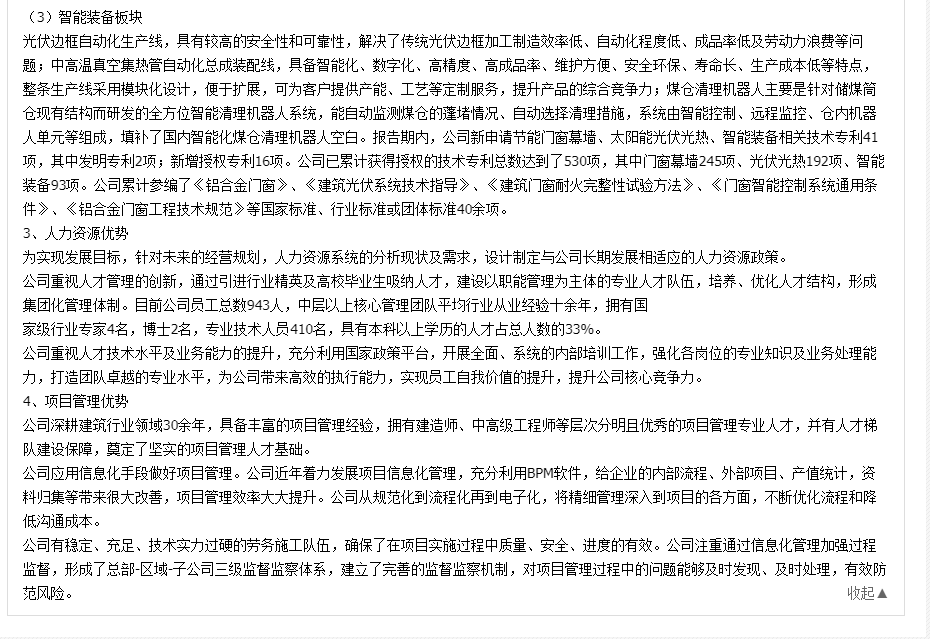 （3）智能装备板块
光伏边框自动化生产线，具有较高的安全性和可靠性，解决了传统光伏边框加工制造效率低、自动化程度低、成品率低及劳动力浪费等问
题；中高温真空集热管自动化总成装配线，具备智能化、数字化、高精度、高成品率、维护方便、安全环保、寿命长、生产成本低等特点，
整条生产线采用模块化设计，便于扩展，可为客户提供产能、工艺等定制服务，提升产品的综合竞争力；煤仓清理机器人主要是针对储煤筒
仓现有结构而研发的全方位智能清理机器人系统，能自动监测煤仓的蓬堵情况、自动选择清理措施，系统由智能控制、远程监控、仓内机器
人单元等组成，填补了国内智能化煤仓清理机器人空白。报告期内，公司新申请节能门窗幕墙、太阳能光伏光热、智能装备相关技术专利41
项，其中发明专利2项；新增授权专利16项。公司已累计获得授权的技术专利总数达到了530项，其中门窗幕墙245项、光伏光热192项、智能
装备93项。公司累计参编了《铝合金门窗》、《建筑光伏系统技术指导》、《建筑门窗耐火完整性试验方法》、《门窗智能控制系统通用条
件》、《铝合金门窗工程技术规范》等国家标准、行业标准或团体标准40余项。
3、人力资源优势
为实现发展目标，针对未来的经营规划，人力资源系统的分析现状及需求，设计制定与公司长期发展相适应的人力资源政策。
公司重视人才管理的创新，通过引进行业精英及高校毕业生吸纳人才，建设以职能管理为主体的专业人才队伍，培养、优化人才结构，形成
集团化管理体制。目前公司员工总数943人，中层以上核心管理团队平均行业从业经验十余年，拥有国
家级行业专家4名，博士2名，专业技术人员410名，具有本科以上学历的人才占总人数的33%。
公司重视人才技术水平及业务能力的提升，充分利用国家政策平台，开展全面、系统的内部培训工作，强化各岗位的专业知识及业务处理能
力，打造团队卓越的专业水平，为公司带来高效的执行能力，实现员工自我价值的提升，提升公司核心竞争力。
4、项目管理优势
公司深耕建筑行业领域30余年，具备丰富的项目管理经验，拥有建造师、中高级工程师等层次分明且优秀的项目管理专业人才，并有人才梯
队建设保障，奠定了坚实的项目管理人才基础。
公司应用信息化手段做好项目管理。公司近年着力发展项目信息化管理，充分利用BPM软件，给企业的内部流程、外部项目、产值统计，资
料归集等带来很大改善，项目管理效率大大提升。公司从规范化到流程化再到电子化，将精细管理深入到项目的各方面，不断优化流程和降
低沟通成本。
公司有稳定、充足、技术实力过硬的劳务施工队伍，确保了在项目实施过程中质量、安全、进度的有效。公司注重通过信息化管理加强过程
监督，形成了总部-区域-子公司三级监督监察体系，建立了完善的监督监察机制，对项目管理过程中的问题能够及时发现、及时处理，有效防
范风险。 收起▲